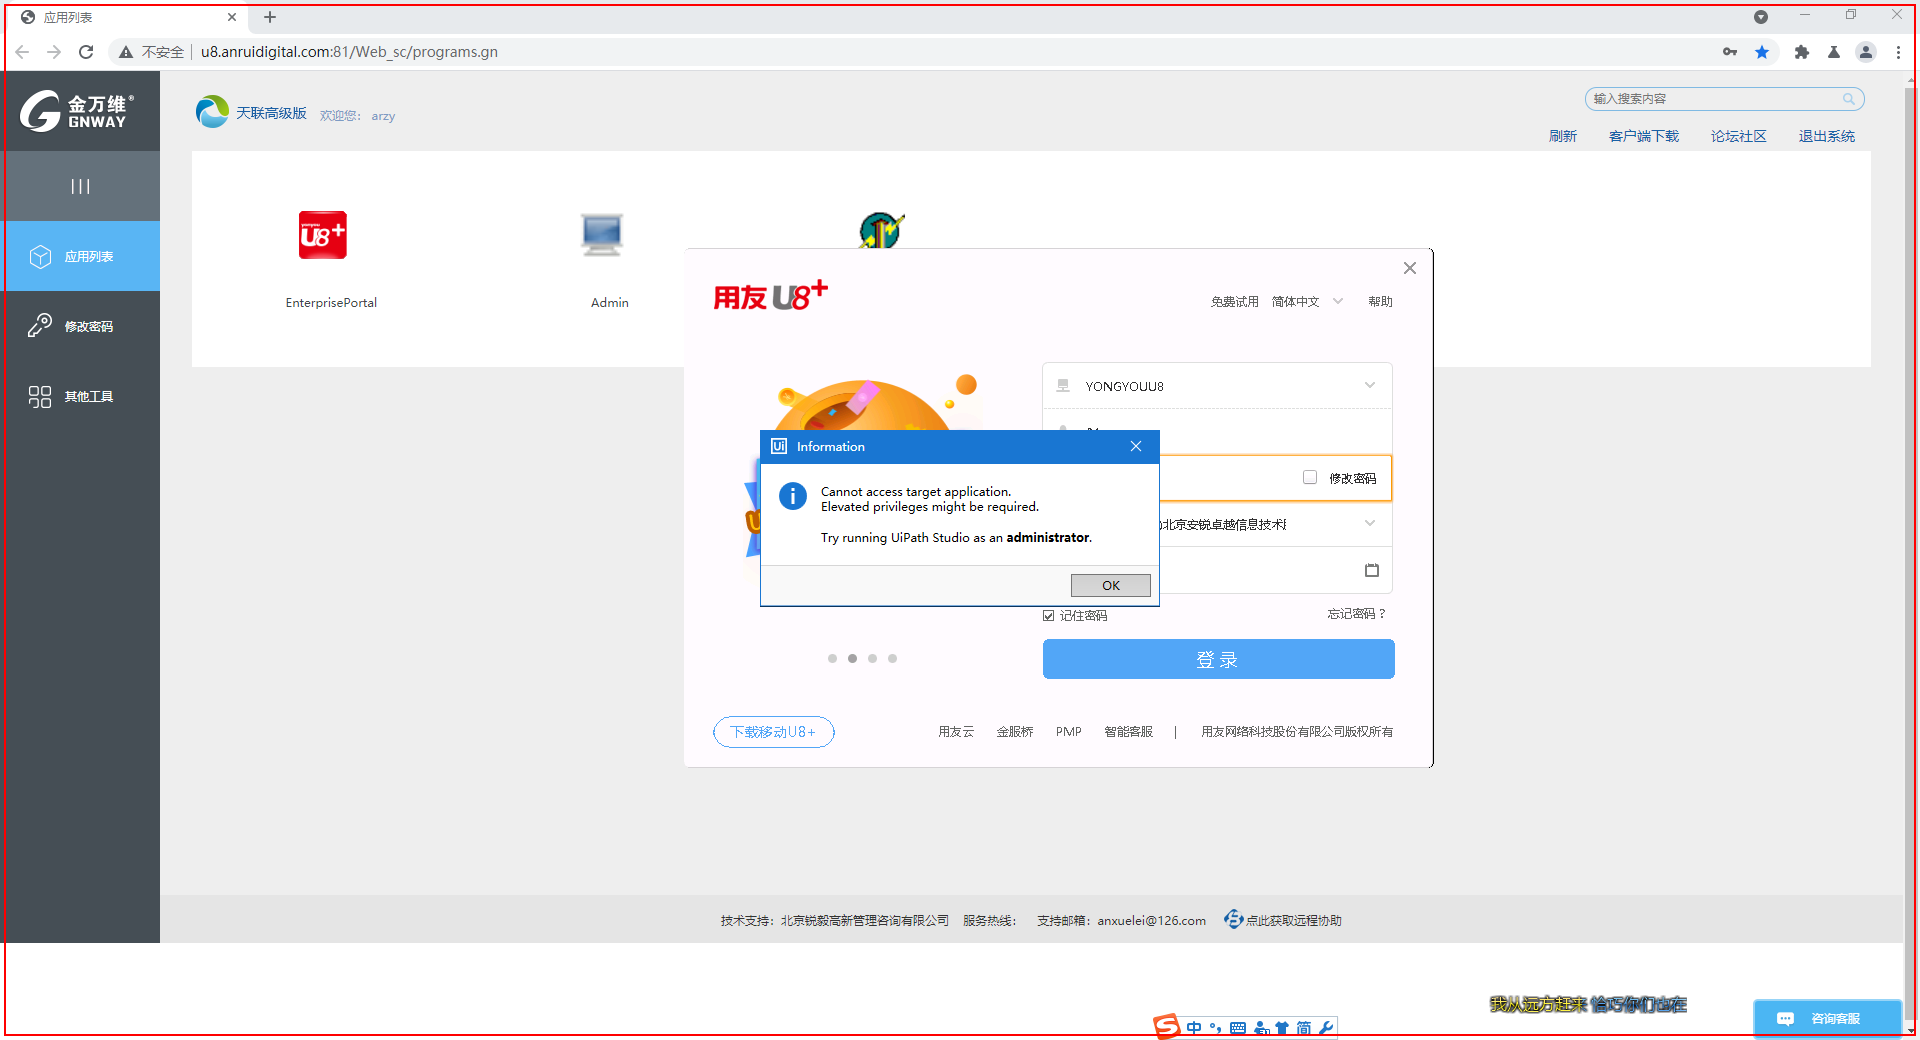 应用列表
不安全 u8.anruidigital.com:81/Web_sc/programs.gn
金万维®
GNWAY
天联高级版 欢迎您: arzy
输入搜索内容
刷新 客户端下载 论坛社区 退出系统
应用列表
修改密码
其他工具
U8+
EnterprisePortal
Admin
用友 U8+
免费试用 简体中文 帮助
YONGYOUU8
修改密码
北京安锐卓越信息技术
Information
Cannot access target application.
Elevated privileges might be required.
Try running UiPath Studio as an administrator.
OK
记住密码 忘记密码？
登录
下载移动U8+
用友云 金服桥 PMP 智能客服 | 用友网络科技股份有限公司版权所有
技术支持：北京锐毅高新管理咨询有限公司 服务热线： 支持邮箱：anxuelei@126.com 点此获取远程协助
我从远方赶来 恰巧你们也在
中 简
咨询客服